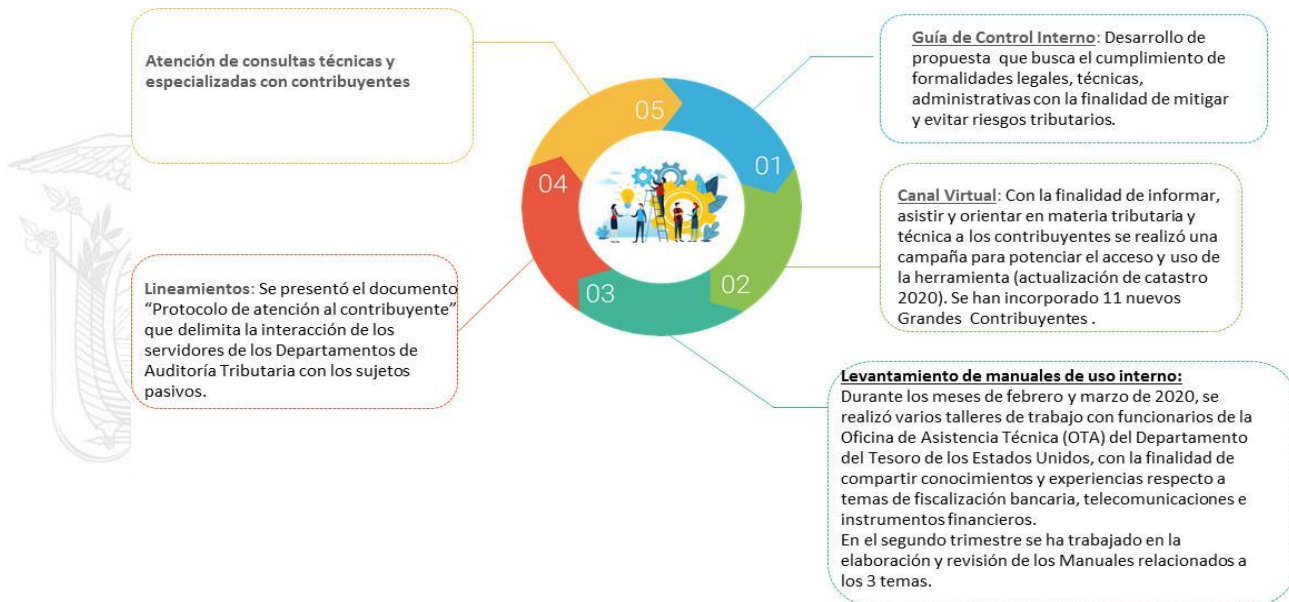 Guía de Control Interno: Desarrollo de
propuesta que busca el cumplimiento de
formalidades legales, técnicas,
administrativas con la finalidad de mitigar
y evitar riesgos tributarios.
01
Canal Virtual: Con la finalidad de informar,
asistir y orientar en materia tributaria y
técnica a los contribuyentes se realizó una
campaña para potenciar el acceso y uso de
la herramienta (actualización de catastro
2020). Se han incorporado 11 nuevos
Grandes Contribuyentes .
02
Levantamiento de manuales de uso interno:
Durante los meses de febrero y marzo de 2020, se
realizó varios talleres de trabajo con funcionarios de la
Oficina de Asistencia Técnica (OTA) del Departamento
del Tesoro de los Estados Unidos, con la finalidad de
compartir conocimientos y experiencias respecto a
temas de fiscalización bancaria, telecomunicaciones e
instrumentos financieros.
En el segundo trimestre se ha trabajado en la
elaboración y revisión de los Manuales relacionados a
los 3 temas.
03
Lineamientos: Se presentó el documento
“Protocolo de atención al contribuyente”
que delimita la interacción de los
servidores de los Departamentos de
Auditoría Tributaria con los sujetos
pasivos.
04
Atención de consultas técnicas y
especializadas con contribuyentes
05